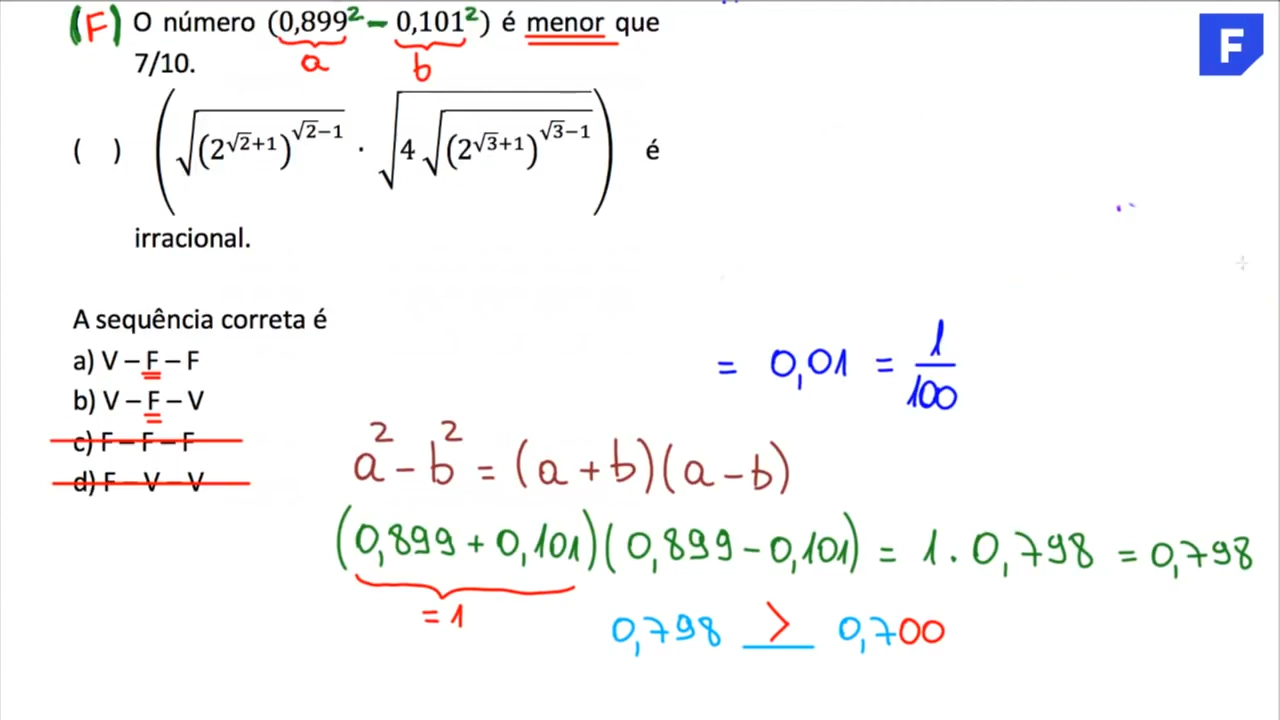 (F) O número (0,899² – 0,101²) é menor que
a b
7/10.
F
( ) (√((2^(√2+1))^(√2−1)) · √(4√((2^(√3+1))^(√3−1)))) é
irracional.
A sequência correta é
a) V – F – F
b) V – F – V
c) F – F – F
d) F – V – V
= 0,01 = 1/100
a² - b² = (a + b)(a - b)
(0,899 + 0,101)(0,899 - 0,101) = 1 . 0,798 = 0,798
= 1
0,798 > 0,700